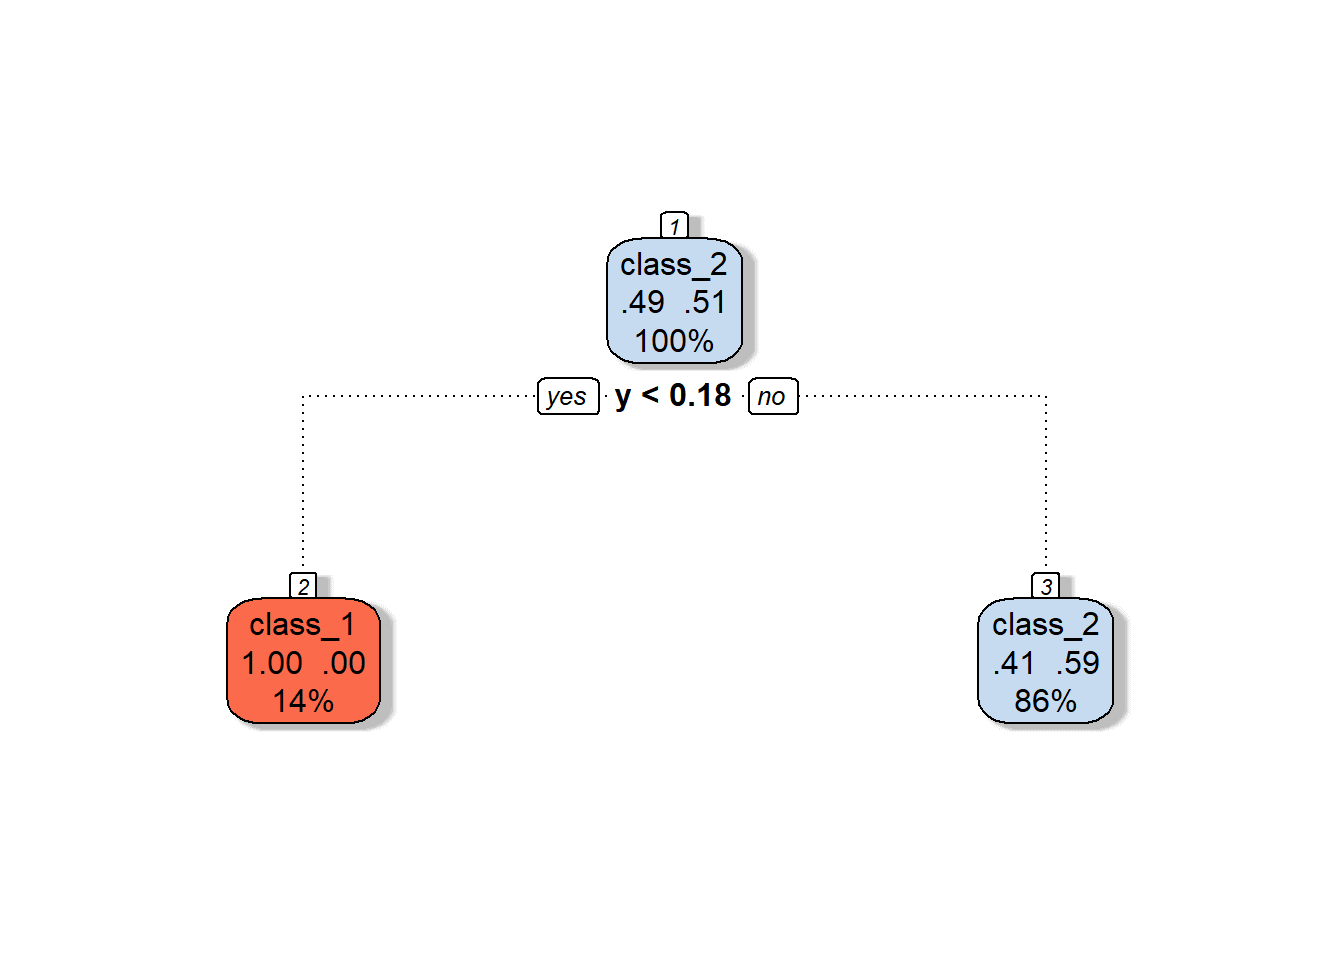 1
class_2
.49 .51
100%
yes y < 0.18 no
2
class_1
1.00 .00
14%
3
class_2
.41 .59
86%